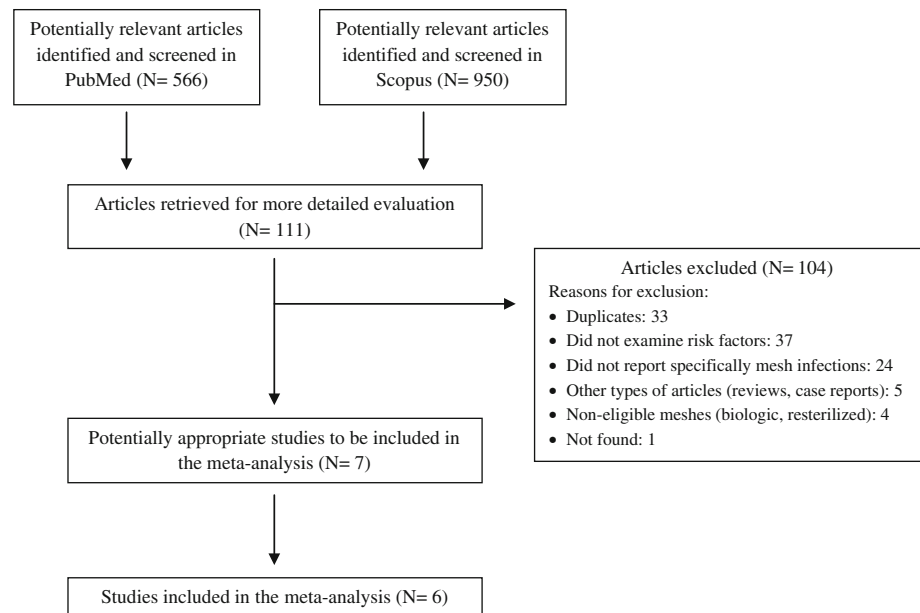 Potentially relevant articles
identified and screened in
PubMed (N= 566)
Potentially relevant articles
identified and screened in
Scopus (N= 950)
Articles retrieved for more detailed evaluation
(N= 111)
Articles excluded (N= 104)
Reasons for exclusion:
• Duplicates: 33
• Did not examine risk factors: 37
• Did not report specifically mesh infections: 24
• Other types of articles (reviews, case reports): 5
• Non-eligible meshes (biologic, resterilized): 4
• Not found: 1
Potentially appropriate studies to be included in
the meta-analysis (N= 7)
Studies included in the meta-analysis (N= 6)